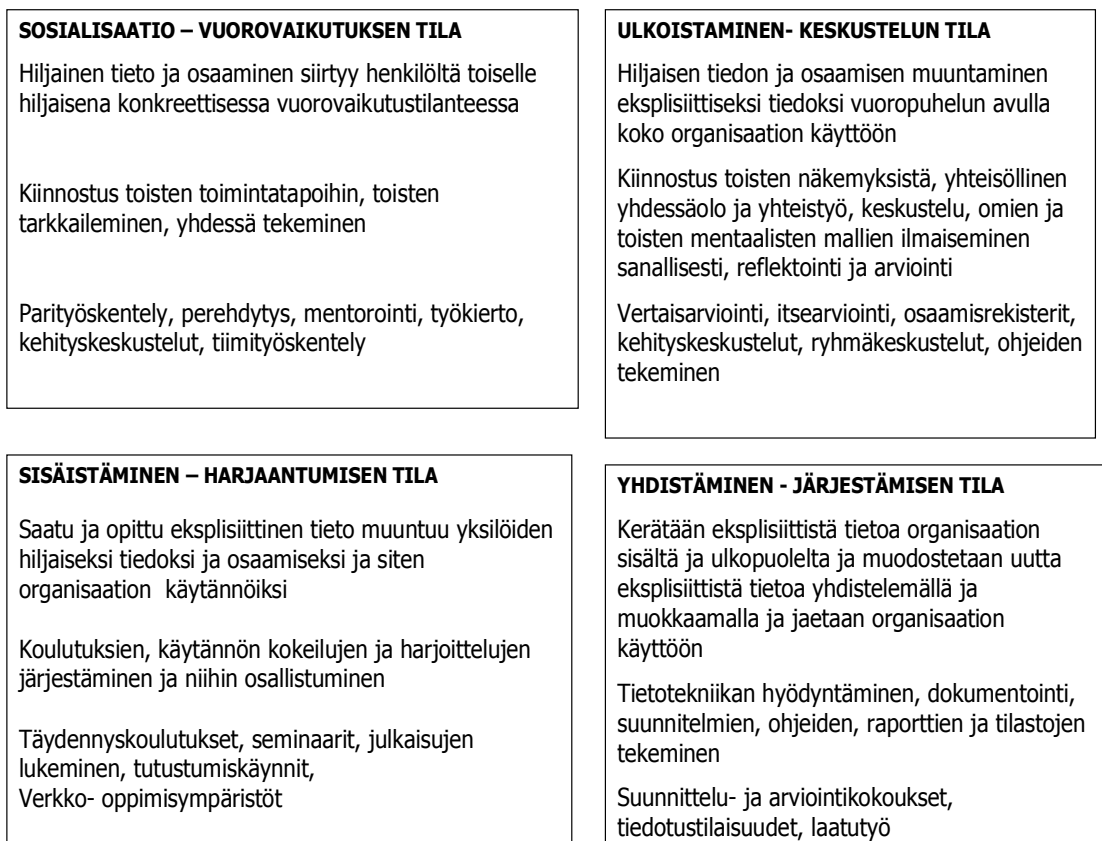 SOSIALISAATIO – VUOROVAIKUTUKSEN TILA
Hiljainen tieto ja osaaminen siirtyy henkilöltä toiselle
hiljaisena konkreettisessa vuorovaikutustilanteessa
Kiinnostus toisten toimintatapoihin, toisten
tarkkaileminen, yhdessä tekeminen
Parityöskentely, perehdytys, mentorointi, työkierto,
kehityskeskustelut, tiimityöskentely
ULKOISTAMINEN- KESKUSTELUN TILA
Hiljaisen tiedon ja osaamisen muuntaminen
eksplisiittiseksi tiedoksi vuoropuhelun avulla
koko organisaation käyttöön
Kiinnostus toisten näkemyksistä, yhteisöllinen
yhdessäolo ja yhteistyö, keskustelu, omien ja
toisten mentaalisten mallien ilmaiseminen
sanallisesti, reflektointi ja arviointi
Vertaisarviointi, itsearviointi, osaamisrekisterit,
kehityskeskustelut, ryhmäkeskustelut, ohjeiden
tekeminen
SISÄISTÄMINEN – HARJAANTUMISEN TILA
Saatu ja opittu eksplisiittinen tieto muuntuu yksilöiden
hiljaiseksi tiedoksi ja osaamiseksi ja siten
organisaation käytännöiksi
Koulutuksien, käytännön kokeilujen ja harjoittelujen
järjestäminen ja niihin osallistuminen
Täydennyskoulutukset, seminaarit, julkaisujen
lukeminen, tutustumiskäynnit,
Verkko- oppimisympäristöt
YHDISTÄMINEN - JÄRJESTÄMISEN TILA
Kerätään eksplisiittistä tietoa organisaation
sisältä ja ulkopuolelta ja muodostetaan uutta
eksplisiittistä tietoa yhdistelemällä ja
muokkaamalla ja jaetaan organisaation
käyttöön
Tietotekniikan hyödyntäminen, dokumentointi,
suunnitelmien, ohjeiden, raporttien ja tilastojen
tekeminen
Suunnittelu- ja arviointikokoukset,
tiedotustilaisuudet, laatutyö